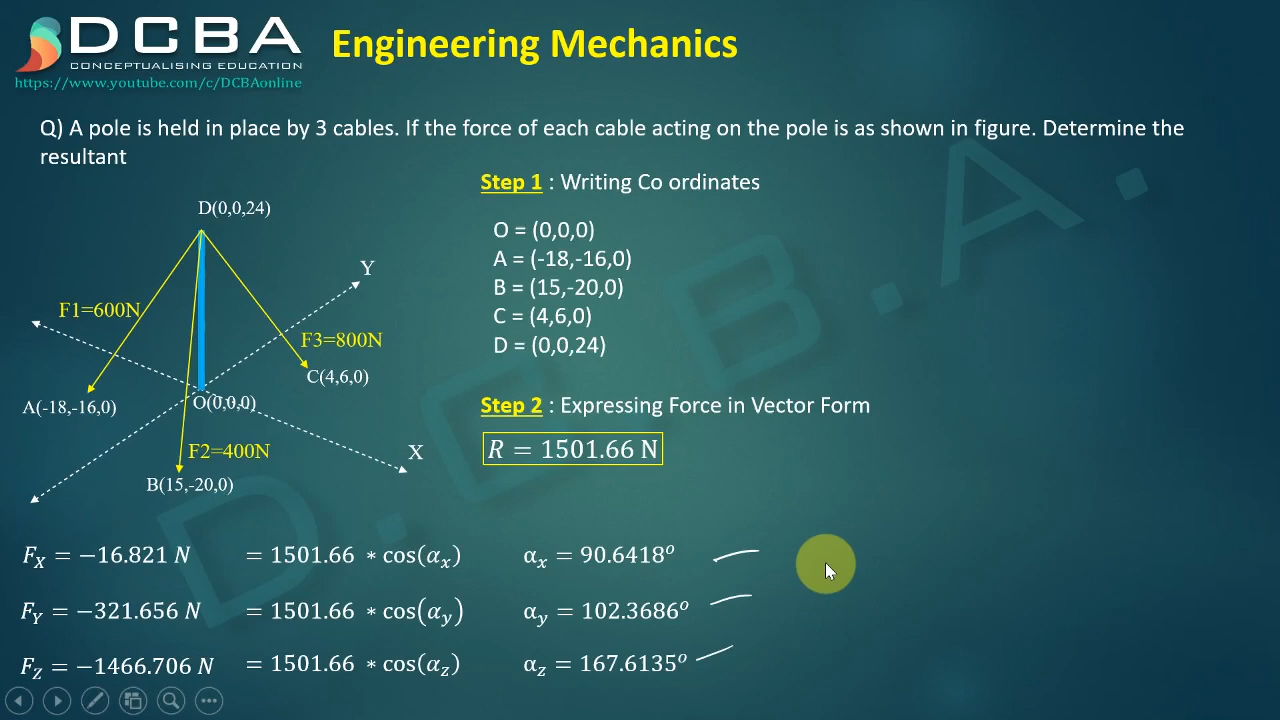 DCBA
CONCEPTUALISING EDUCATION
https://www.youtube.com/c/DCBAonline
Engineering Mechanics
Q) A pole is held in place by 3 cables. If the force of each cable acting on the pole is as shown in figure. Determine the
resultant
Step 1 : Writing Co ordinates
O = (0,0,0)
A = (-18,-16,0)
B = (15,-20,0)
C = (4,6,0)
D = (0,0,24)
D(0,0,24)
Y
F1=600N
F3=800N
C(4,6,0)
A(-18,-16,0)
O(0,0,0)
F2=400N
X
B(15,-20,0)
Step 2 : Expressing Force in Vector Form
R = 1501.66 N
F_X = −16.821 N = 1501.66 * cos(α_x) α_x = 90.6418°
F_Y = −321.656 N = 1501.66 * cos(α_y) α_y = 102.3686°
F_Z = −1466.706 N = 1501.66 * cos(α_z) α_z = 167.6135°
D.C.B.A.